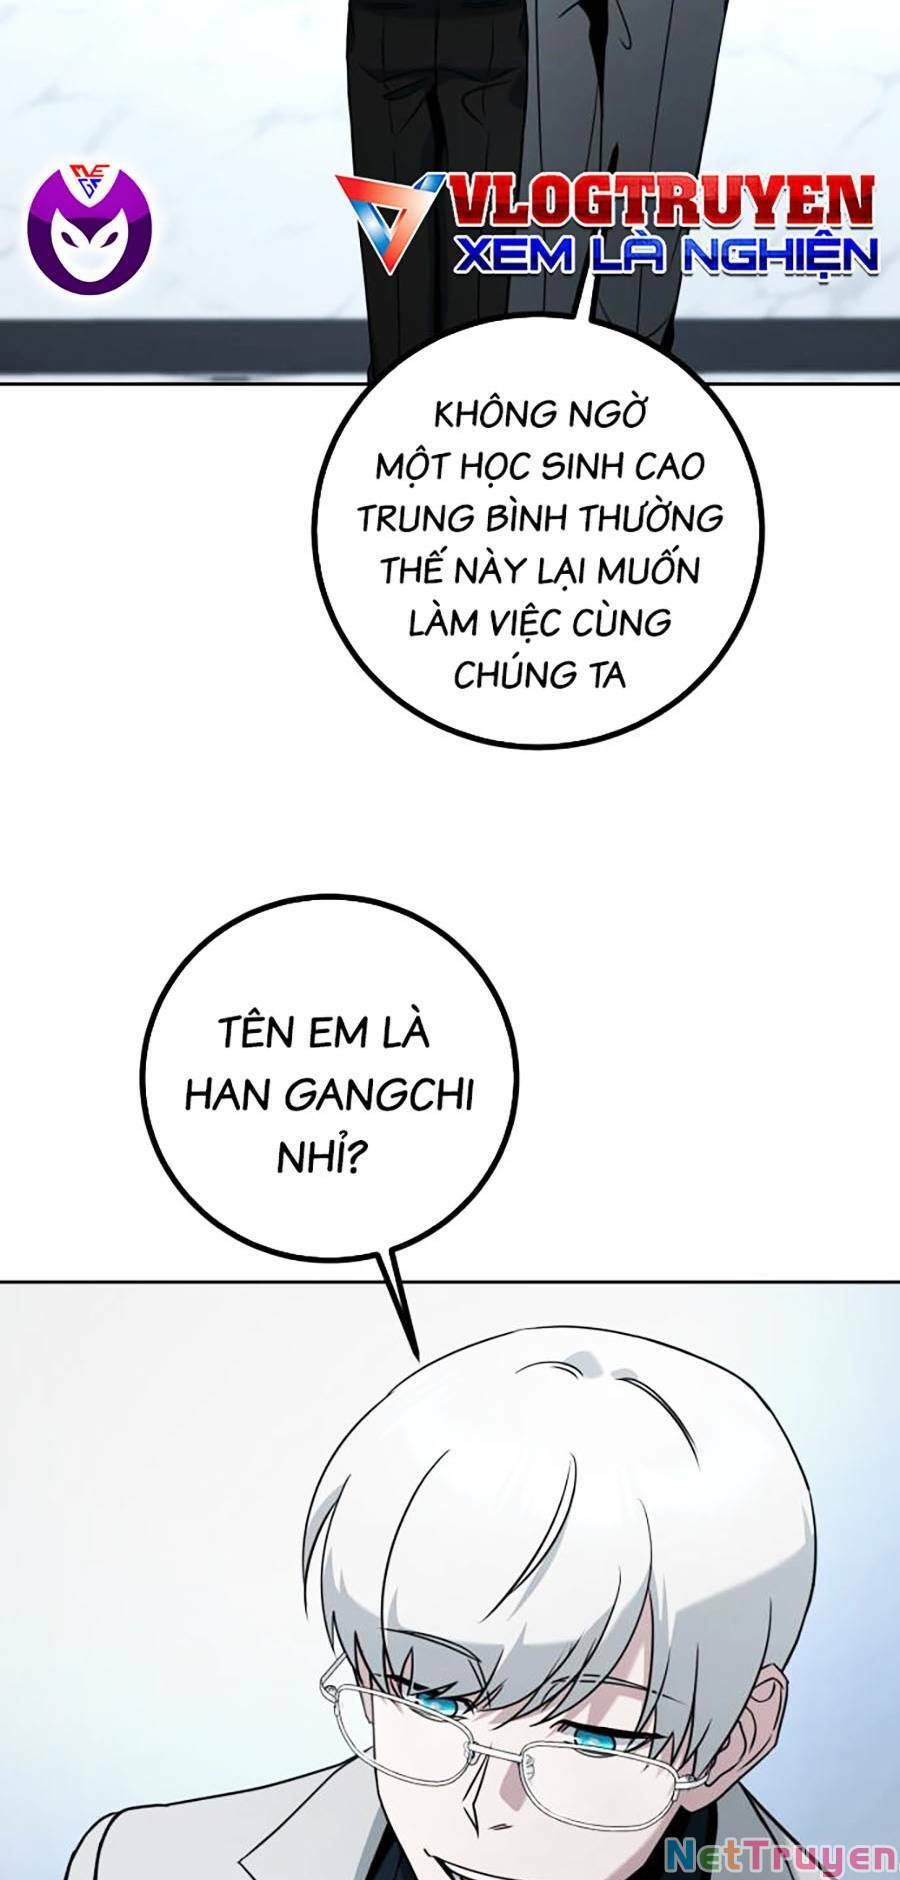 VLOGTRUYEN
XEM LÀ NGHIỆN
KHÔNG NGỜ
MỘT HỌC SINH CAO
TRUNG BÌNH THƯỜNG
THẾ NÀY LẠI MUỐN
LÀM VIỆC CÙNG
CHÚNG TA
TÊN EM LÀ
HAN GANGCHI
NHỈ?
NetTruyen